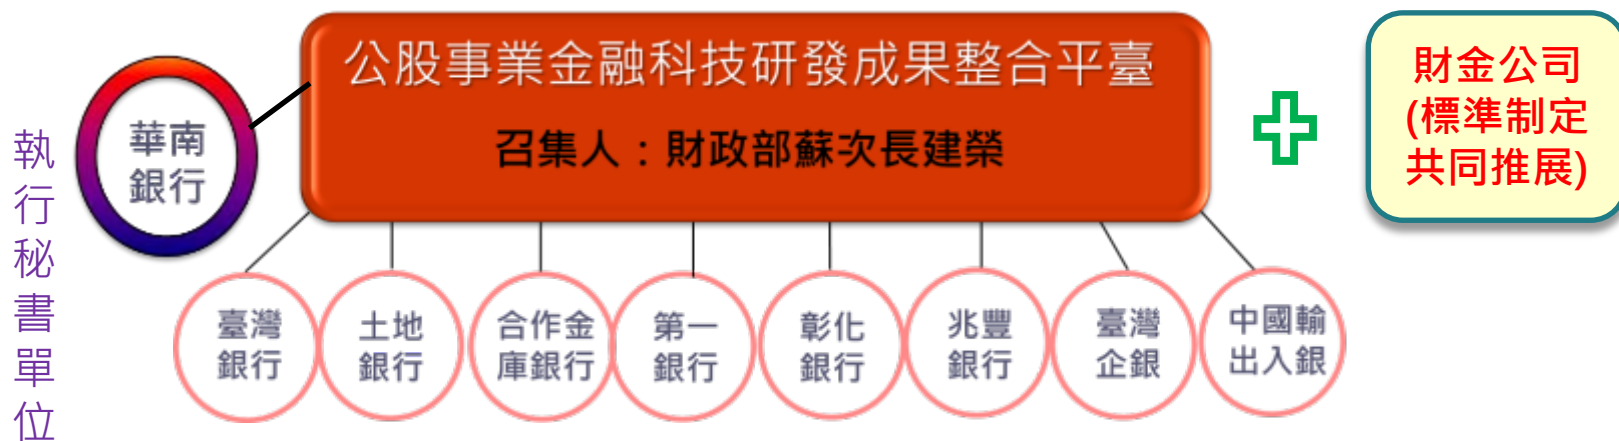 公股事業金融科技研發成果整合平臺
召集人：財政部蘇次長建榮
財金公司
(標準制定
共同推展)
執行秘書單位
華南
銀行
臺灣
銀行
土地
銀行
合作金
庫銀行
第一
銀行
彰化
銀行
兆豐
銀行
臺灣
企銀
中國輸
出入銀